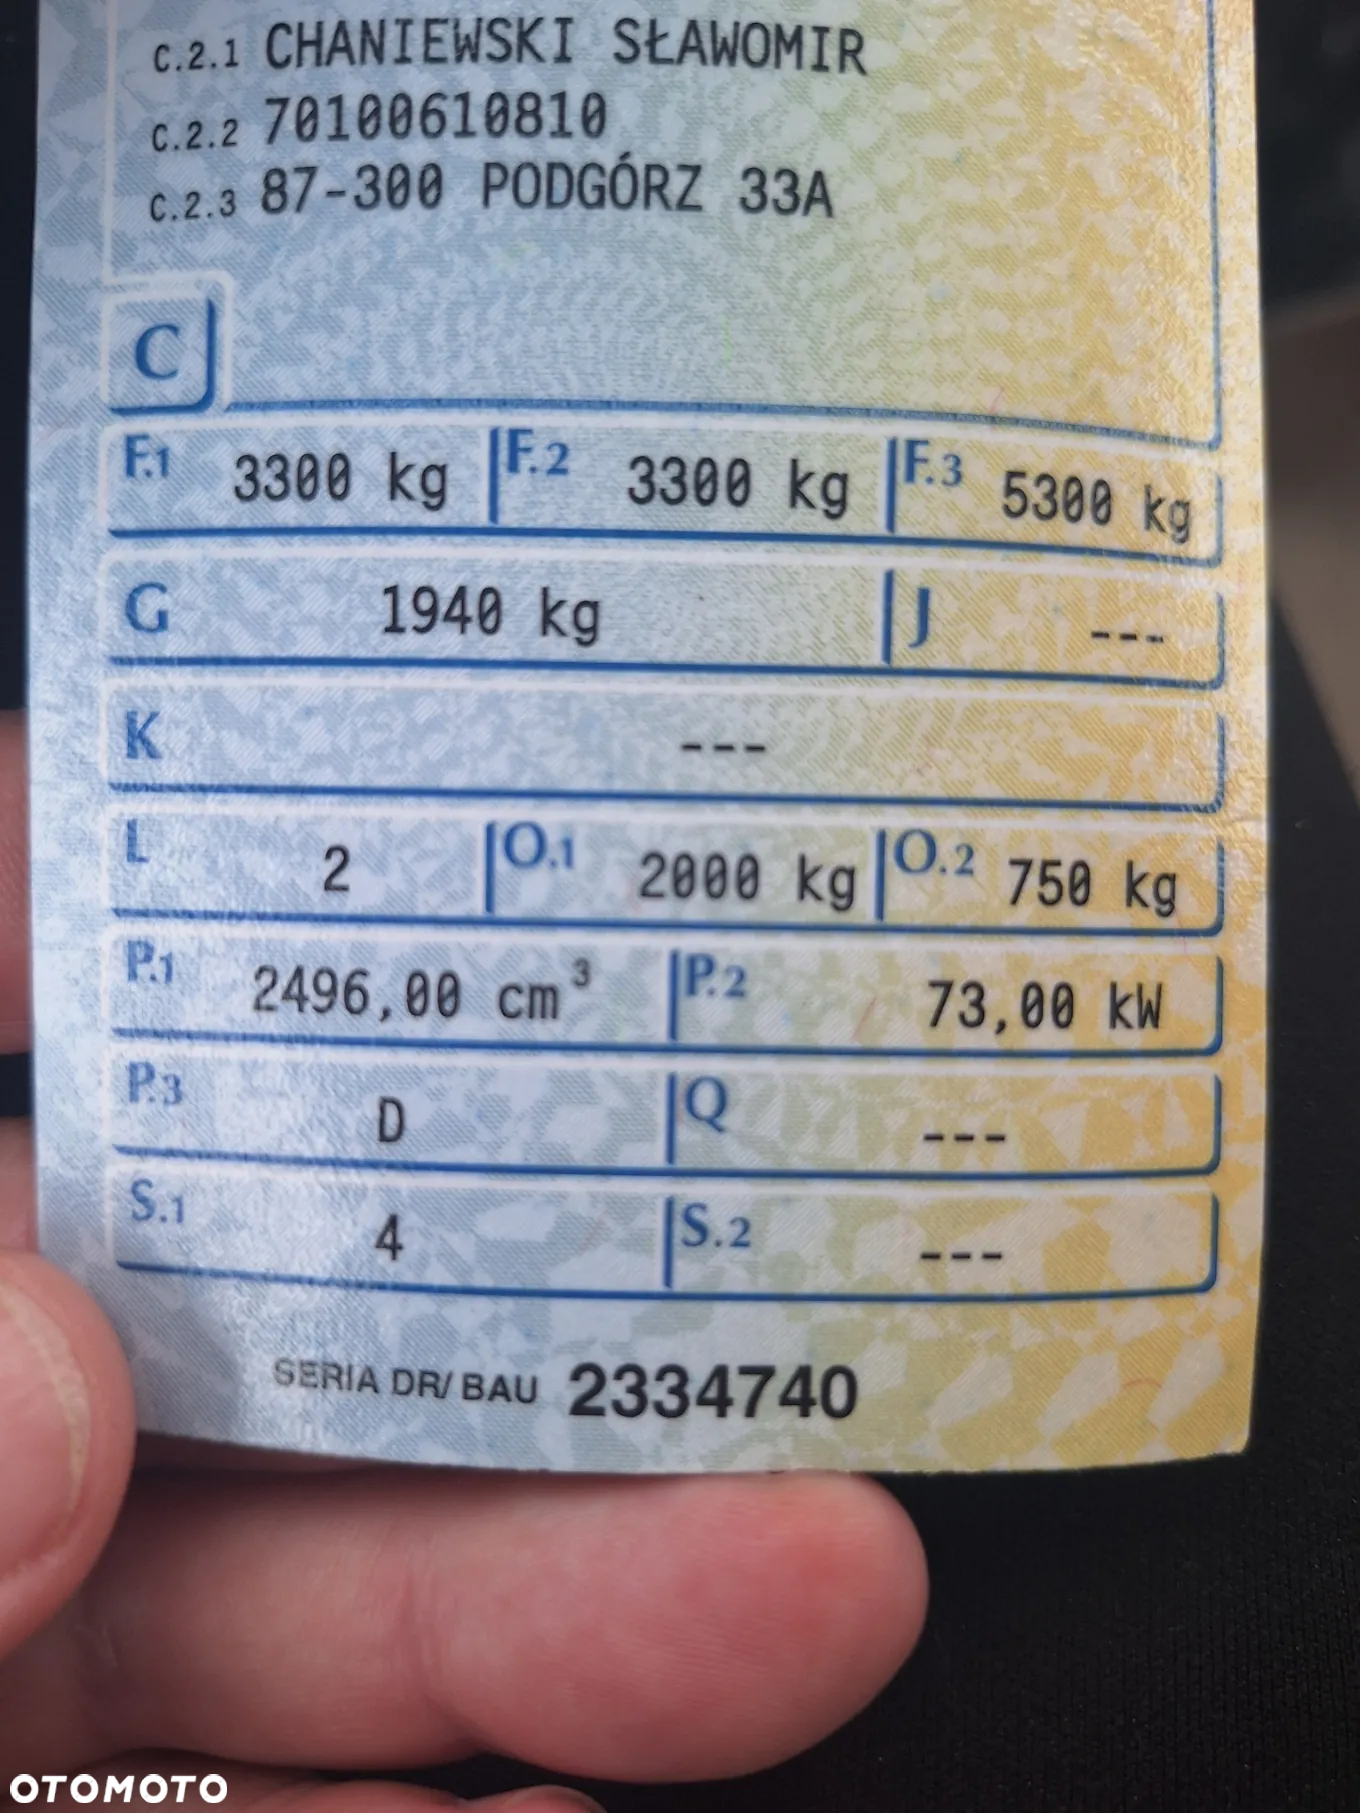 C.2.1 CHANIEWSKI SŁAWOMIR
C.2.2 70100610810
C.2.3 87-300 PODGÓRZ 33A
C
F.1 3300 kg F.2 3300 kg F.3 5300 kg
G 1940 kg J ---
K ---
L 2 O.1 2000 kg O.2 750 kg
P.1 2496,00 cm³ P.2 73,00 kW
P.3 D Q ---
S.1 4 S.2 ---
SERIA DR/ BAU 2334740
OTOMOTO